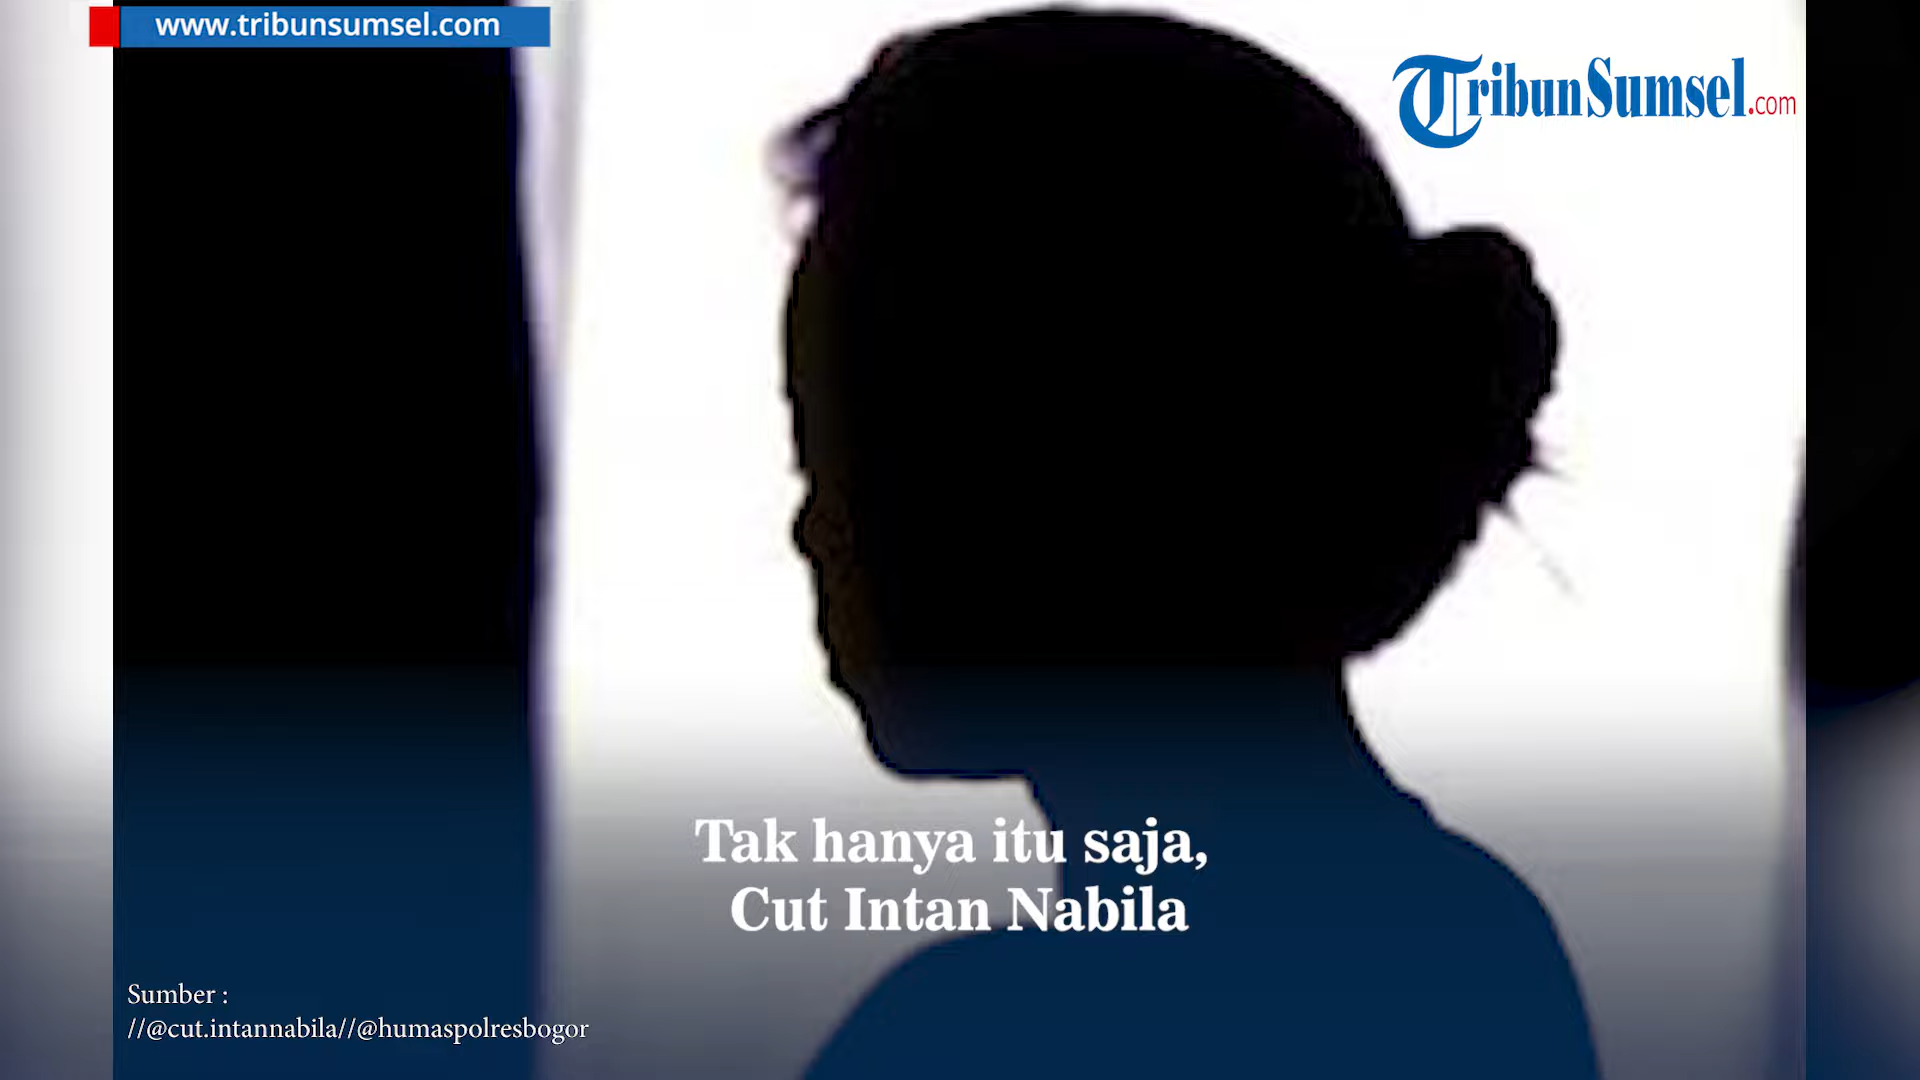 www.tribunsumsel.com
TribunSumsel.com
Tak hanya itu saja,
Cut Intan Nabila
Sumber :
//@cut.intannabila//@humaspolresbogor